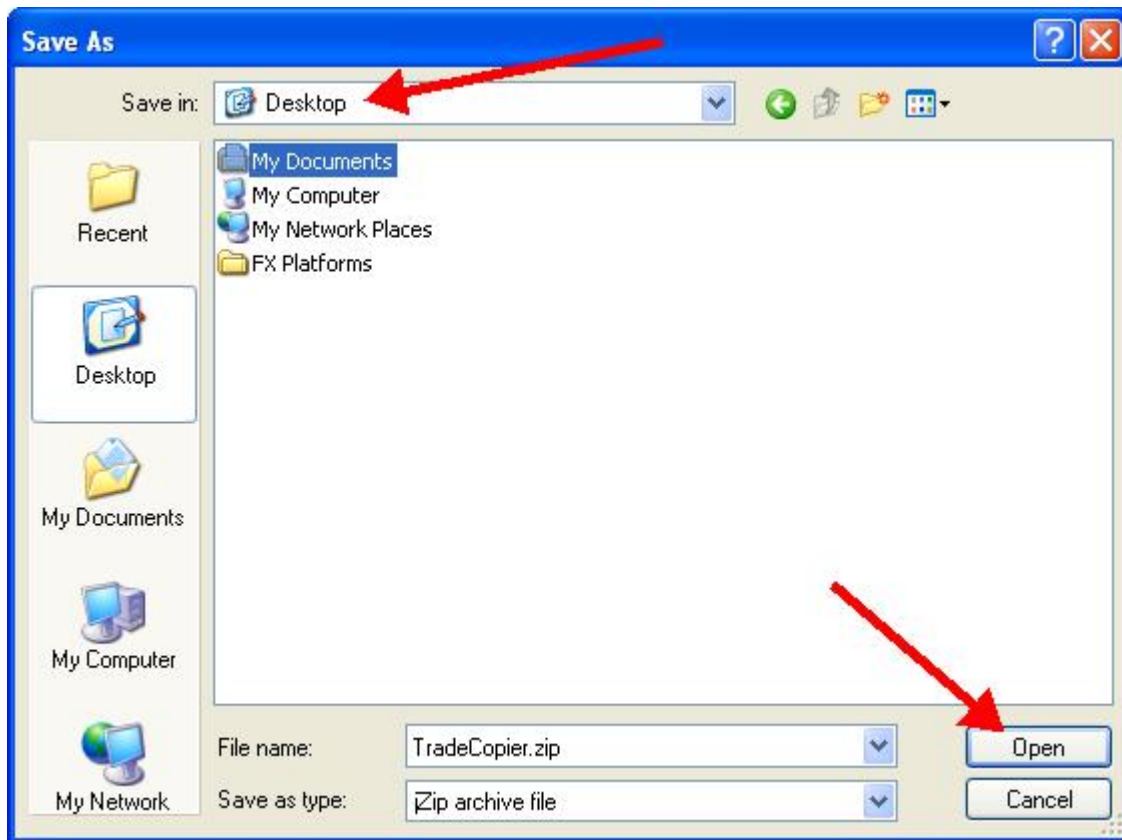 Save As
Save in:
Desktop
Recent
Desktop
My Documents
My Computer
My Network
My Documents
My Computer
My Network Places
FX Platforms
File name:
TradeCopier.zip
Open
Save as type:
jZip archive file
Cancel